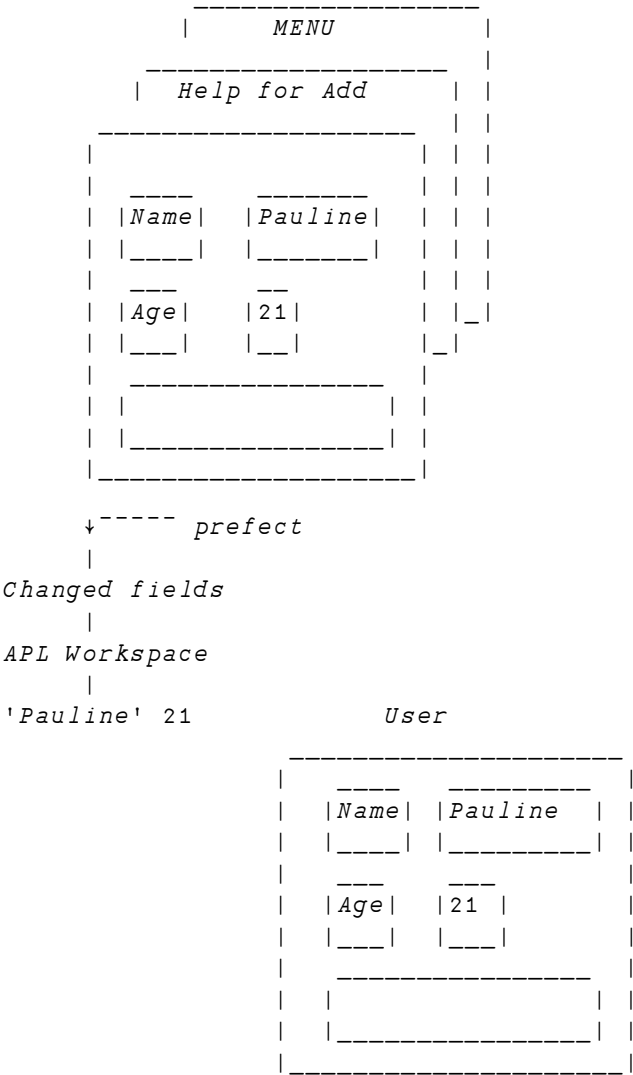 MENU
Help for Add
Name Pauline
Age 21
prefect
Changed fields
APL Workspace
'Pauline' 21 User
Name Pauline
Age 21